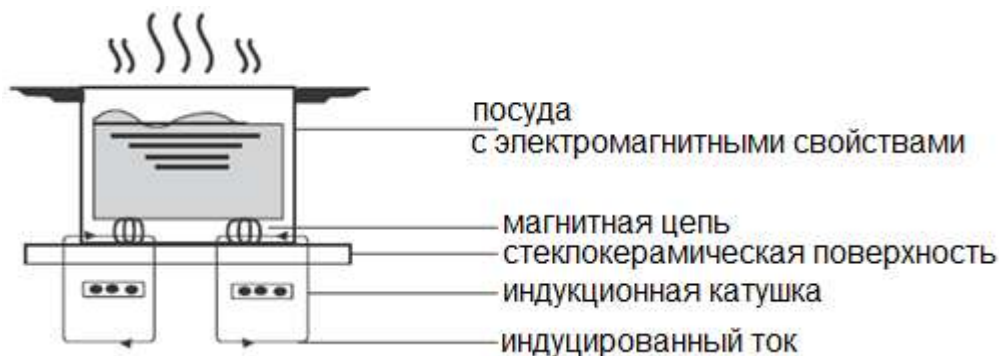 посуда
с электромагнитными свойствами
магнитная цепь
стеклокерамическая поверхность
индукционная катушка
индуцированный ток